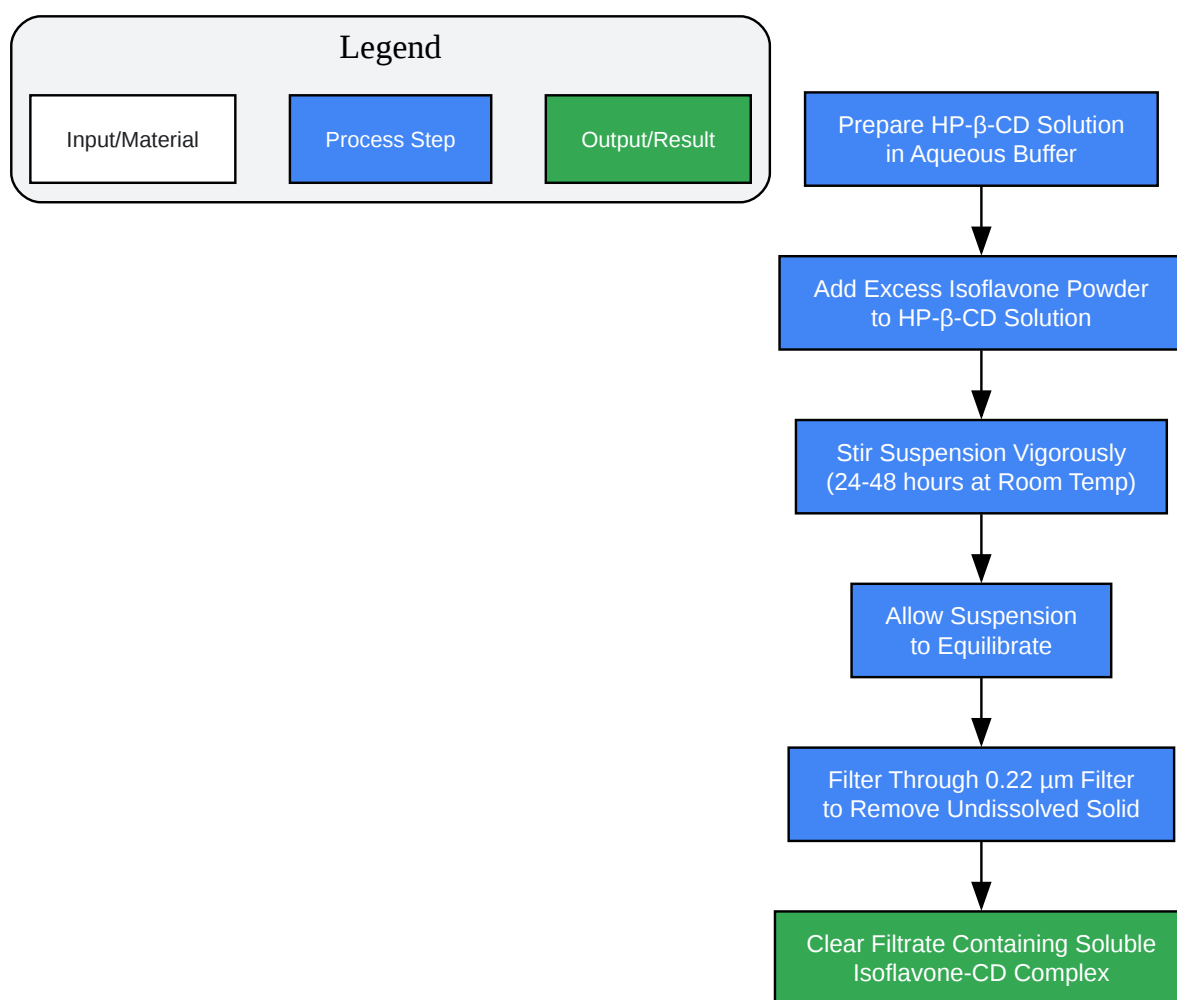 Legend
Input/Material
Process Step
Output/Result
Prepare HP-β-CD Solution
in Aqueous Buffer
Add Excess Isoflavone Powder
to HP-β-CD Solution
Stir Suspension Vigorously
(24-48 hours at Room Temp)
Allow Suspension
to Equilibrate
Filter Through 0.22 µm Filter
to Remove Undissolved Solid
Clear Filtrate Containing Soluble
Isoflavone-CD Complex